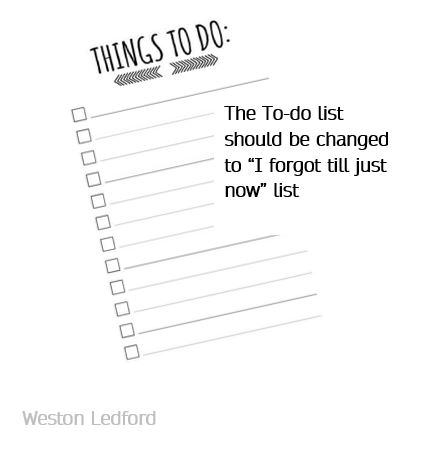 THINGS TO DO:
The To-do list
should be changed
to “I forgot till just
now” list
Weston Ledford